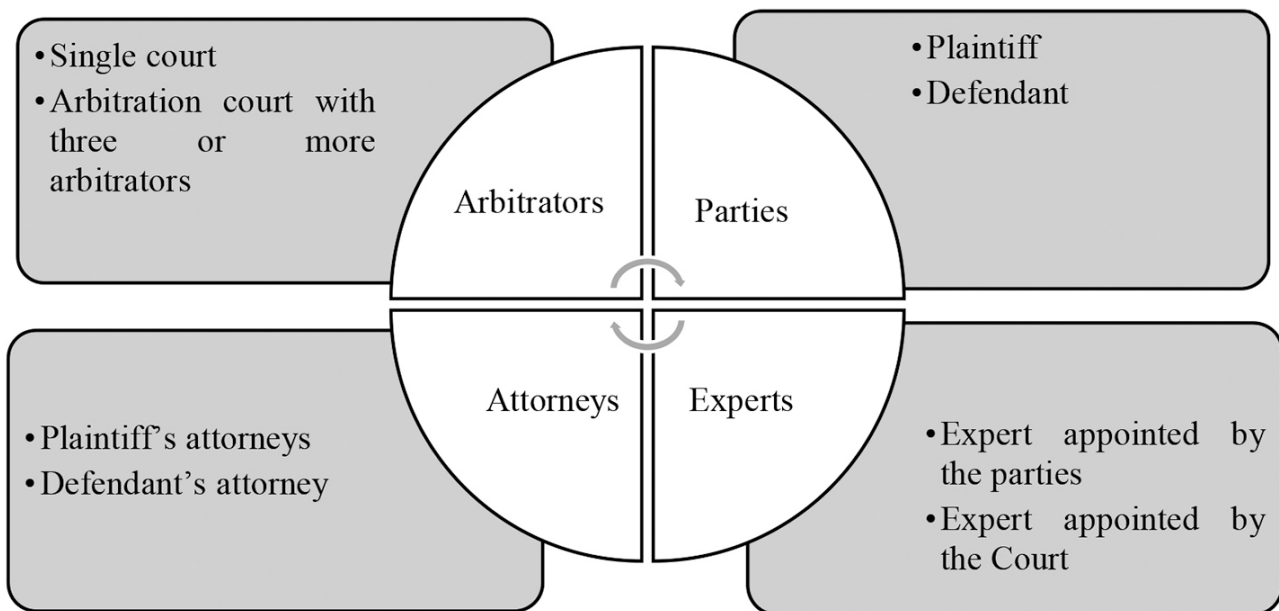 •Single court
•Arbitration court with
three or more
arbitrators
•Plaintiff
•Defendant
Arbitrators
Parties
Attorneys
Experts
•Plaintiff’s attorneys
•Defendant’s attorney
•Expert appointed by
the parties
•Expert appointed by
the Court